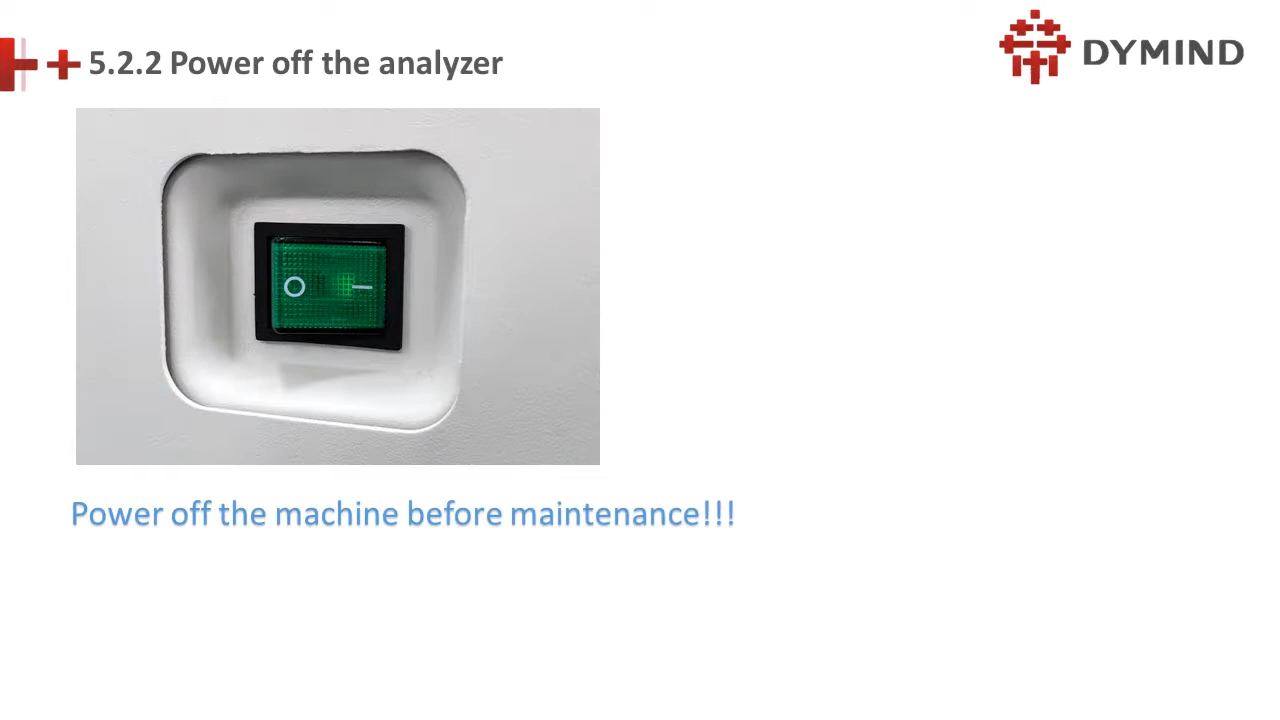 5.2.2 Power off the analyzer
DYMIND
O I
Power off the machine before maintenance!!!